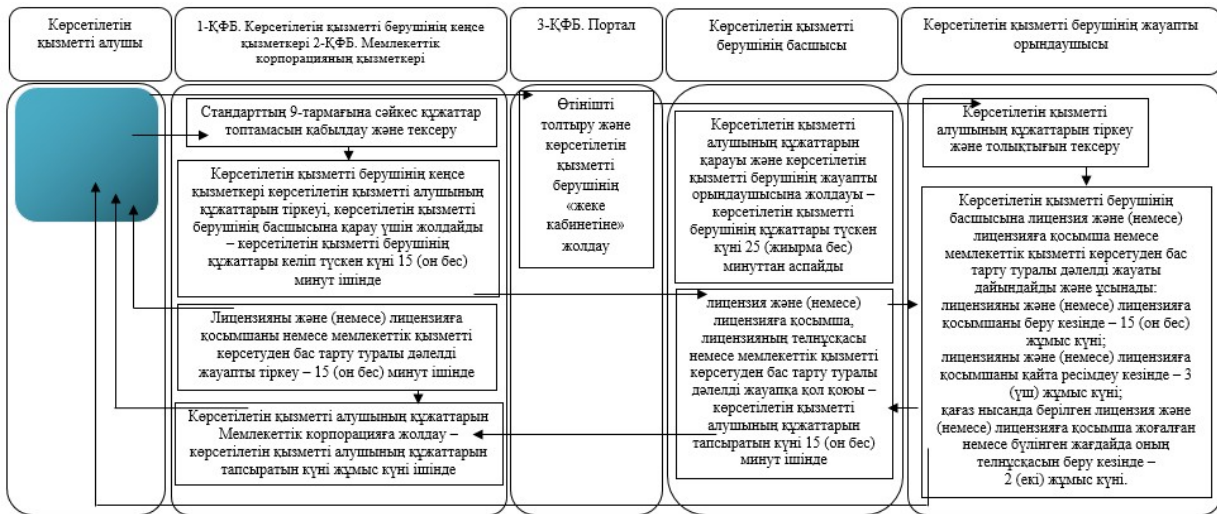 Көрсетілетін
қызметті алушы
1-ҚФБ. Көрсетілетін қызметті берушінің кеңсе
қызметкері 2-ҚФБ. Мемлекеттік
корпорацияның қызметкері
3-ҚФБ. Портал
Көрсетілетін қызметті
берушінің басшысы
Көрсетілетін қызметті берушінің жауапты
орындаушысы
Стандарттың 9-тармағына сәйкес құжаттар
топтамасын қабылдау және тексеру
Көрсетілетін қызметті берушінің кеңсе
қызметкері көрсетілетін қызметті алушының
құжаттарын тіркеуі, көрсетілетін қызметті
берушінің басшысына қарау үшін жолдайды
– көрсетілетін қызметті берушінің
құжаттары келіп түскен күні 15 (он бес)
минут ішінде
Лицензияны және (немесе) лицензияға
қосымшаны немесе мемлекеттік қызметті
көрсетуден бас тарту туралы дәлелді
жауапты тіркеу – 15 (он бес) минут ішінде
Көрсетілетін қызметті алушының құжаттарын
Мемлекеттік корпорацияға жолдау –
көрсетілетін қызметті алушының құжаттарын
тапсыратын күні жұмыс күні ішінде
Өтінішті
толтыру және
көрсетілетін
қызметті
берушінің
«жеке
кабинетіне»
жолдау
Көрсетілетін қызметті
алушының құжаттарын
қарауы және көрсетілетін
қызметті берушінің жауапты
орындаушысына жолдауы –
көрсетілетін қызметті
берушінің құжаттары түскен
күні 25 (жиырма бес)
минуттан аспайды
лицензия және (немесе)
лицензияға қосымша,
лицензияның телнұсқасы
немесе мемлекеттік қызметті
көрсетуден бас тарту туралы
дәлелді жауапқа қол қоюы –
көрсетілетін қызметті
алушының құжаттарын
тапсыратын күні 15 (он бес)
минут ішінде
Көрсетілетін қызметті
алушының құжаттарын тіркеу
және толықтығын тексеру
Көрсетілетін қызметті берушінің
басшысына лицензия және (немесе)
лицензияға қосымша немесе
мемлекеттік қызметті көрсетуден бас
тарту туралы дәлелді жауаты
дайындайды және ұсынады:
лицензияны және (немесе) лицензияға
қосымшаны беру кезінде – 15 (он бес)
жұмыс күні;
лицензияны және (немесе) лицензияға
қосымшаны қайта ресімдеу кезінде – 3
(үш) жұмыс күні;
қағаз нысанда берілген лицензия және
(немесе) лицензияға қосымша жоғалған
немесе бүлінген жағдайда оның
телнұсқасын беру кезінде –
2 (екі) жұмыс күні.